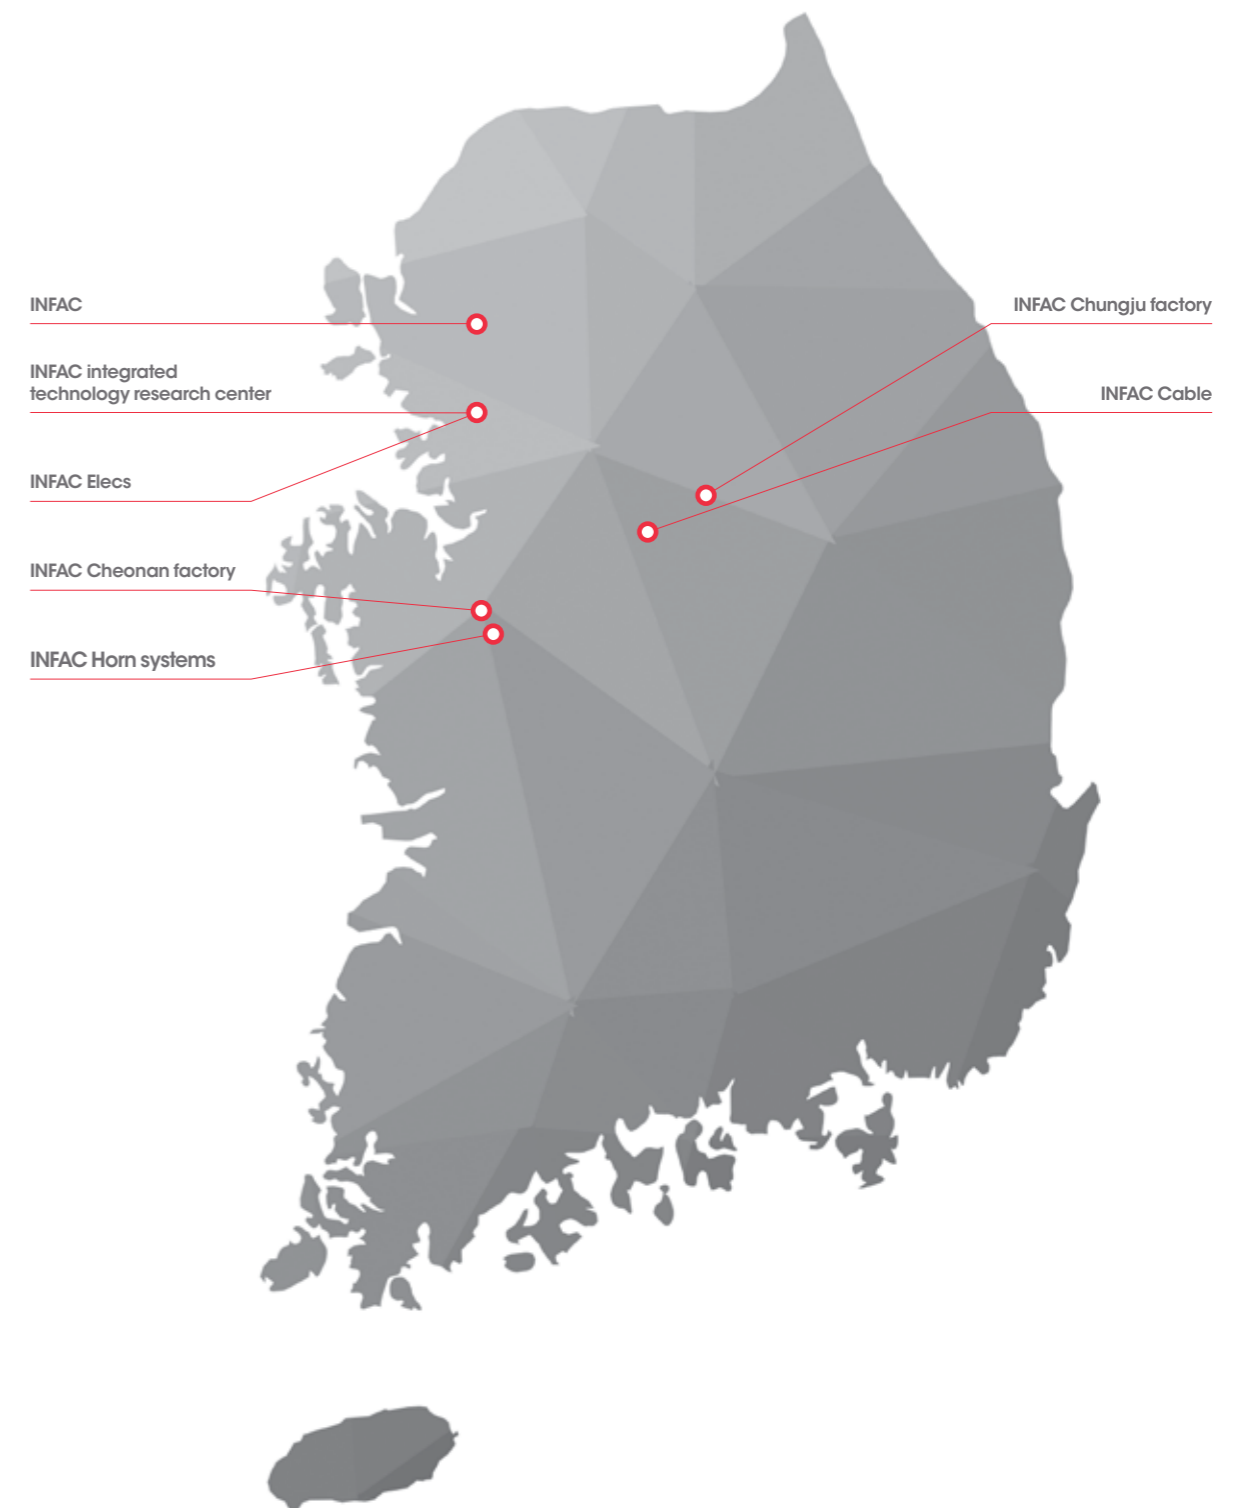 INFAC
INFAC integrated
technology research center
INFAC Elecs
INFAC Cheonan factory
INFAC Horn systems
INFAC Chungju factory
INFAC Cable